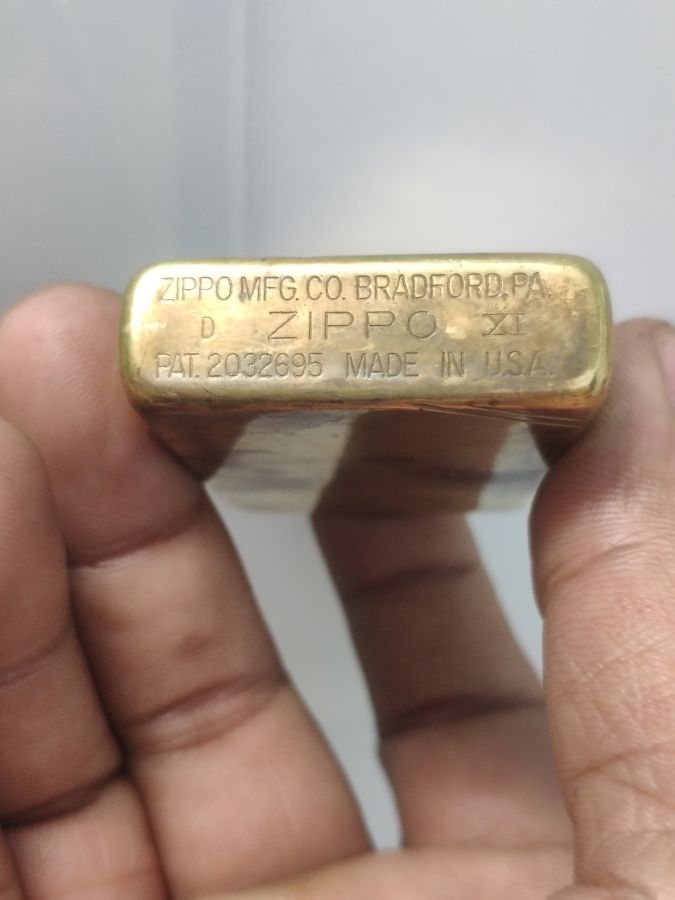 ZIPPO MFG. CO. BRADFORD, PA.
D ZIPPO XI
PAT. 2032695 MADE IN U.S.A.